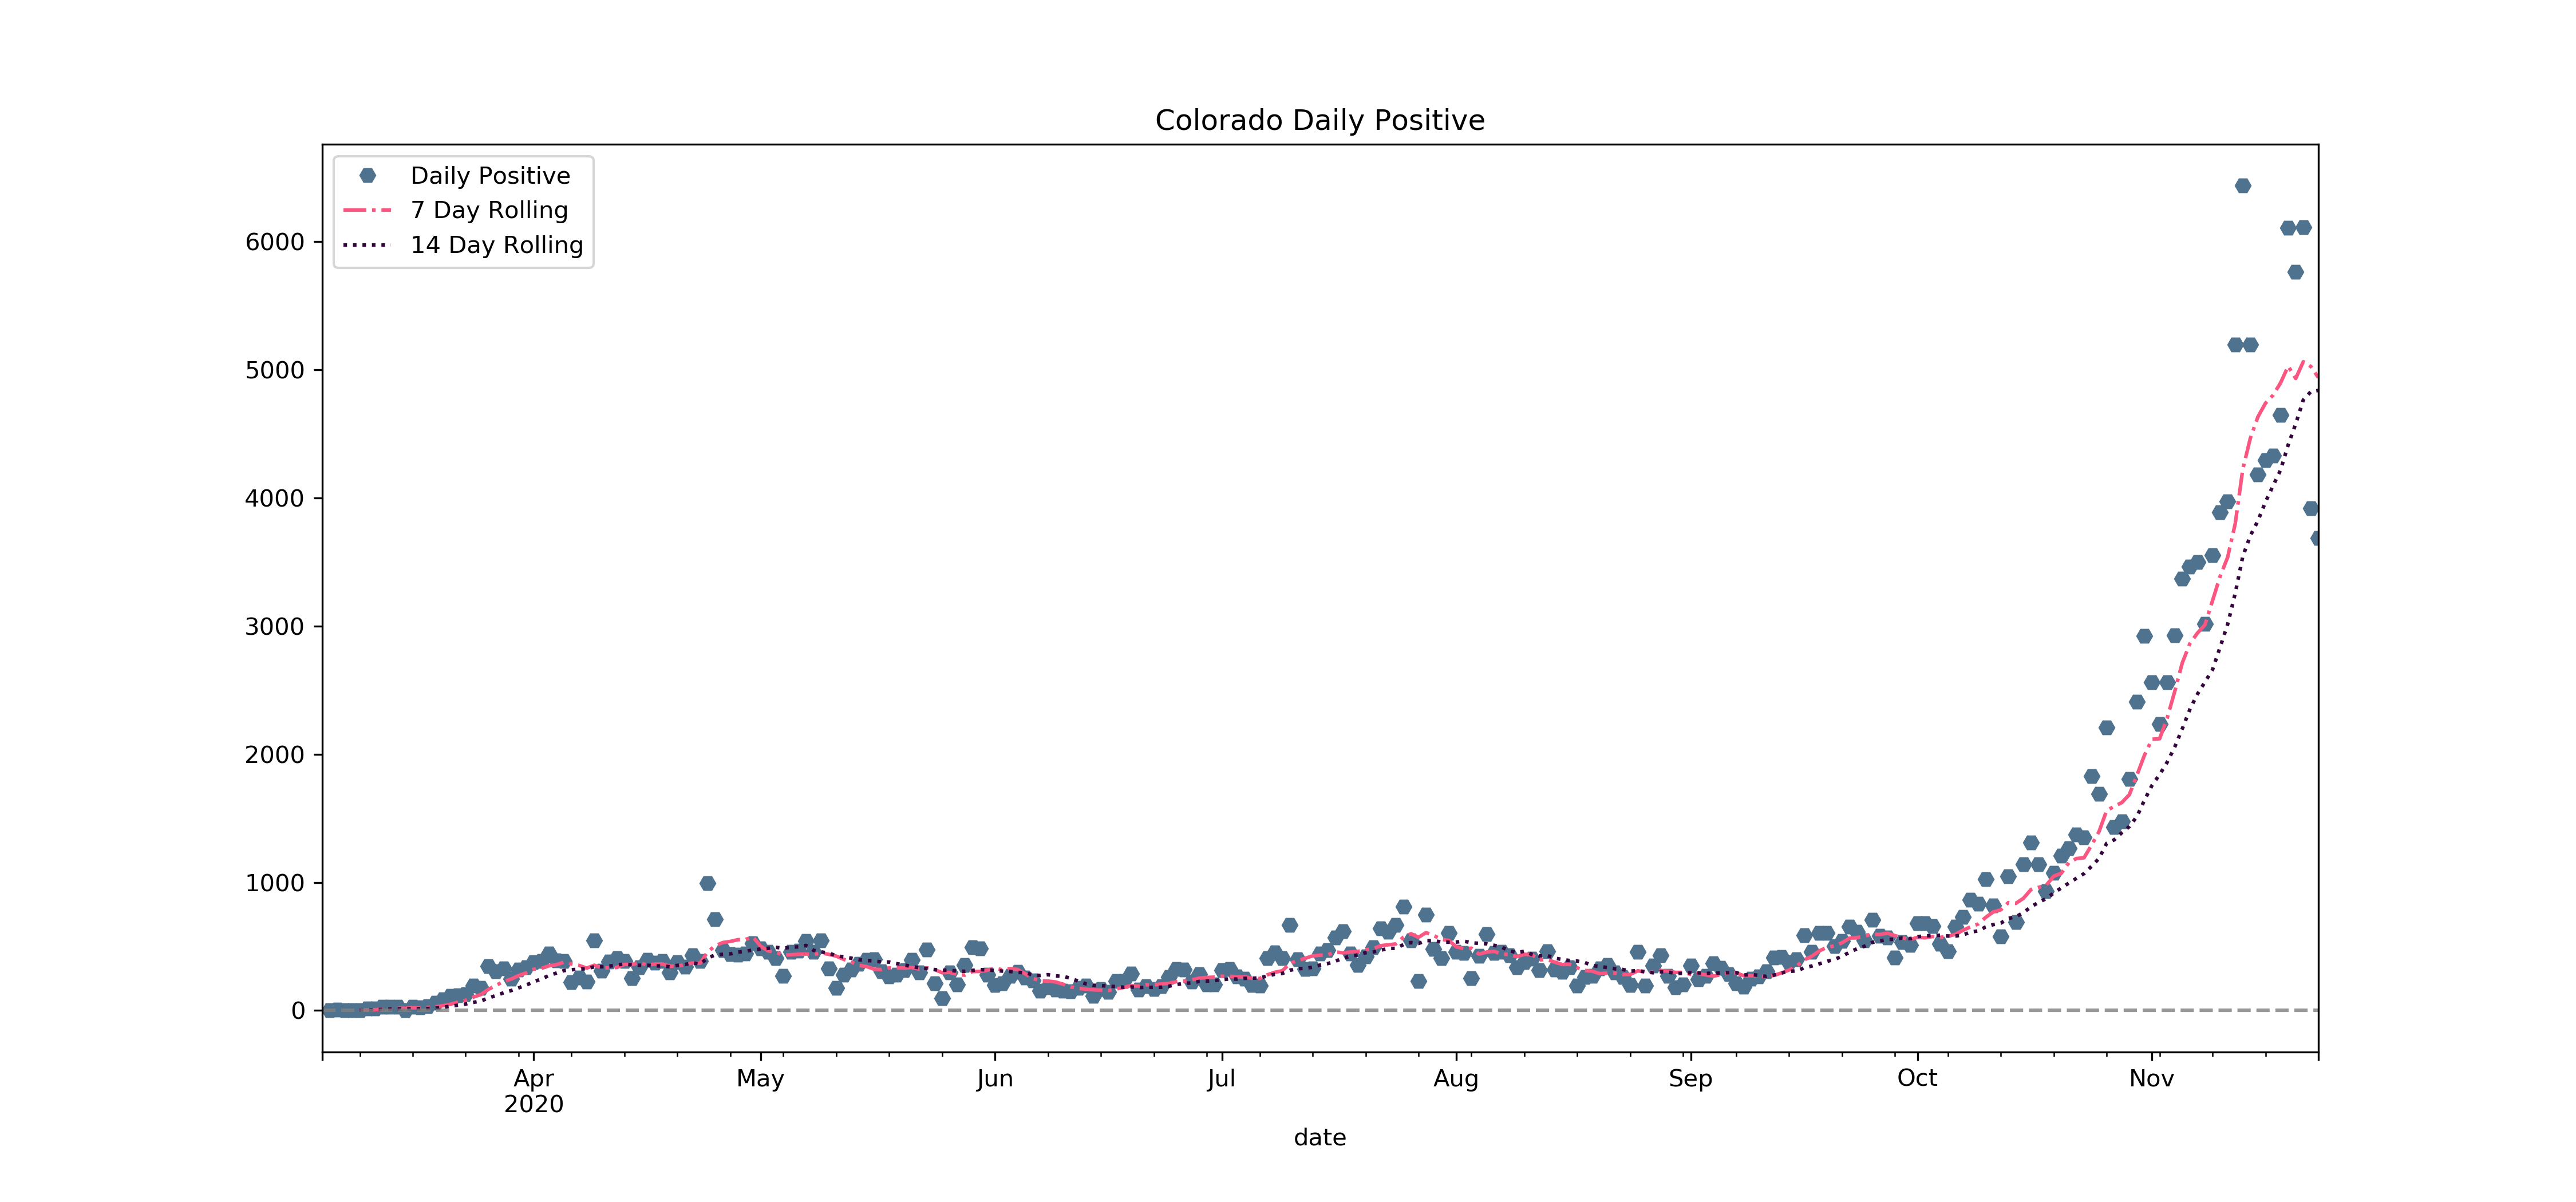 Colorado Daily Positive
Daily Positive
7 Day Rolling
14 Day Rolling
6000
5000
4000
3000
2000
1000
0
Apr May Jun Jul Aug Sep Oct Nov
2020
date